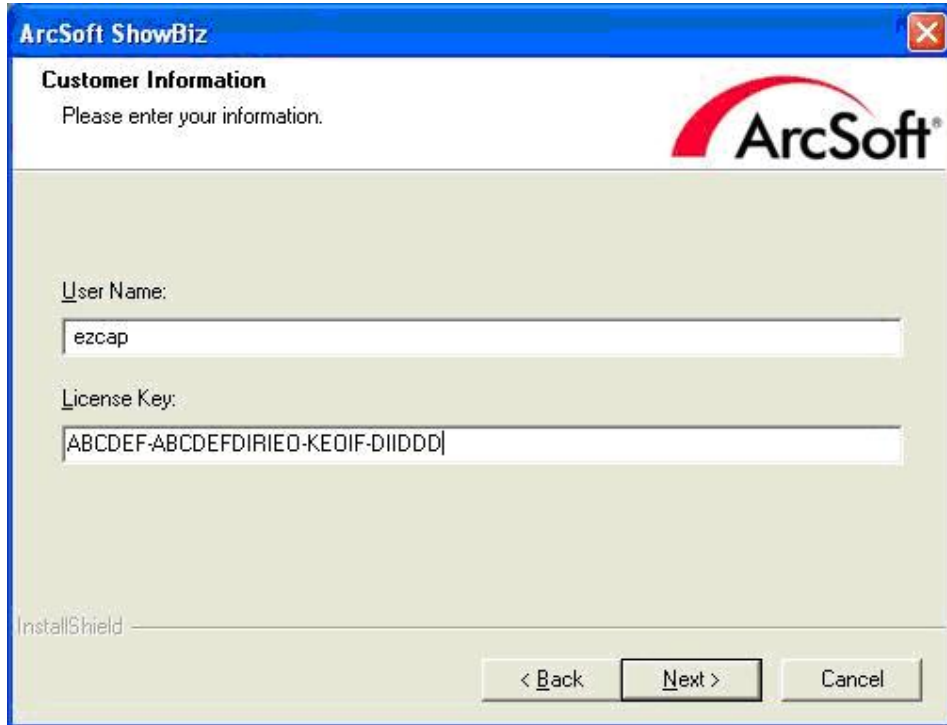 ArcSoft ShowBiz
Customer Information
Please enter your information.
ArcSoft®
User Name:
ezcap
License Key:
ABCDEF-ABCDEFDIRIEO-KEOIF-DIIDDD
InstallShield
< Back Next > Cancel